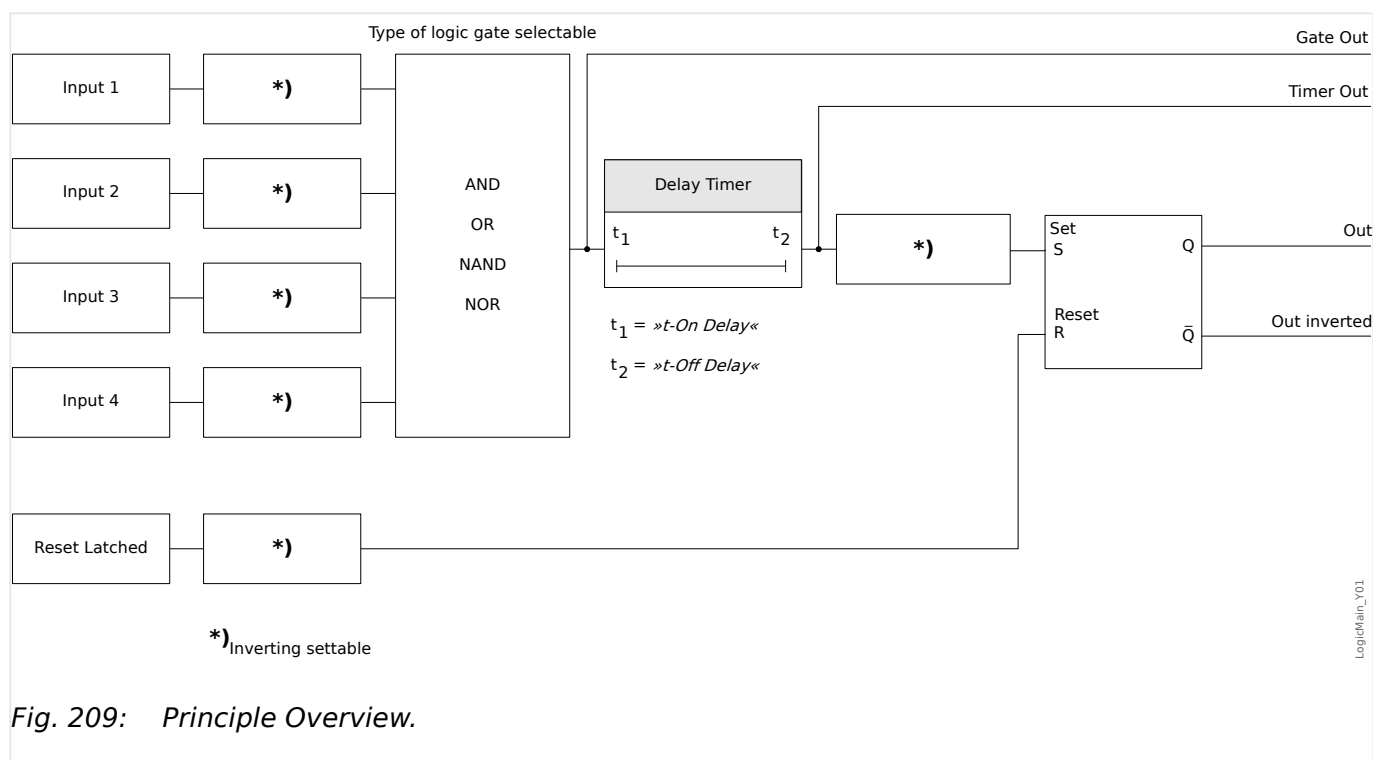 Type of logic gate selectable
Gate Out
Input 1
*)
Timer Out
Input 2
*)
AND
OR
NAND
NOR
Delay Timer
t1
t2
*)
Set
S
Q
Out
Reset
R
Q̅
Out inverted
Input 3
*)
t1 = »t-On Delay«
t2 = »t-Off Delay«
Input 4
*)
Reset Latched
*)
*)Inverting settable
LogicMain_Y01
Fig. 209: Principle Overview.